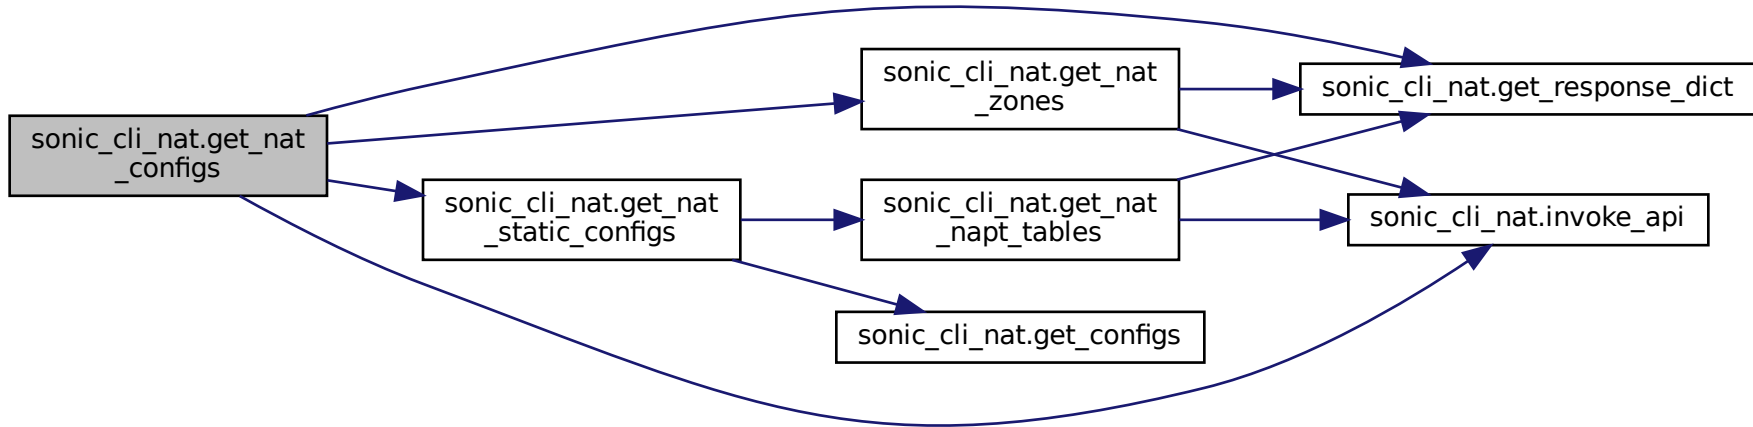 sonic_cli_nat.get_nat
_configs
sonic_cli_nat.get_nat
_static_configs
sonic_cli_nat.get_nat
_zones
sonic_cli_nat.get_nat
_napt_tables
sonic_cli_nat.get_configs
sonic_cli_nat.get_response_dict
sonic_cli_nat.invoke_api